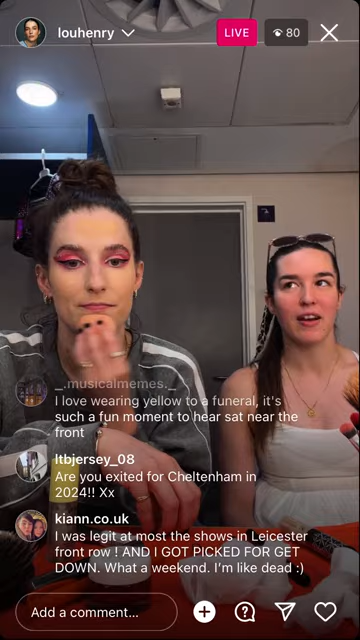 louhenry
LIVE
80
_.musicalmemes._
I love wearing yellow to a funeral, it's
such a fun moment to hear sat near the
front
ltbjersey_08
Are you exited for Cheltenham in
2024!! Xx
kiann.co.uk
I was legit at most the shows in Leicester
front row ! AND I GOT PICKED FOR GET
DOWN. What a weekend. I'm like dead :)
Add a comment...